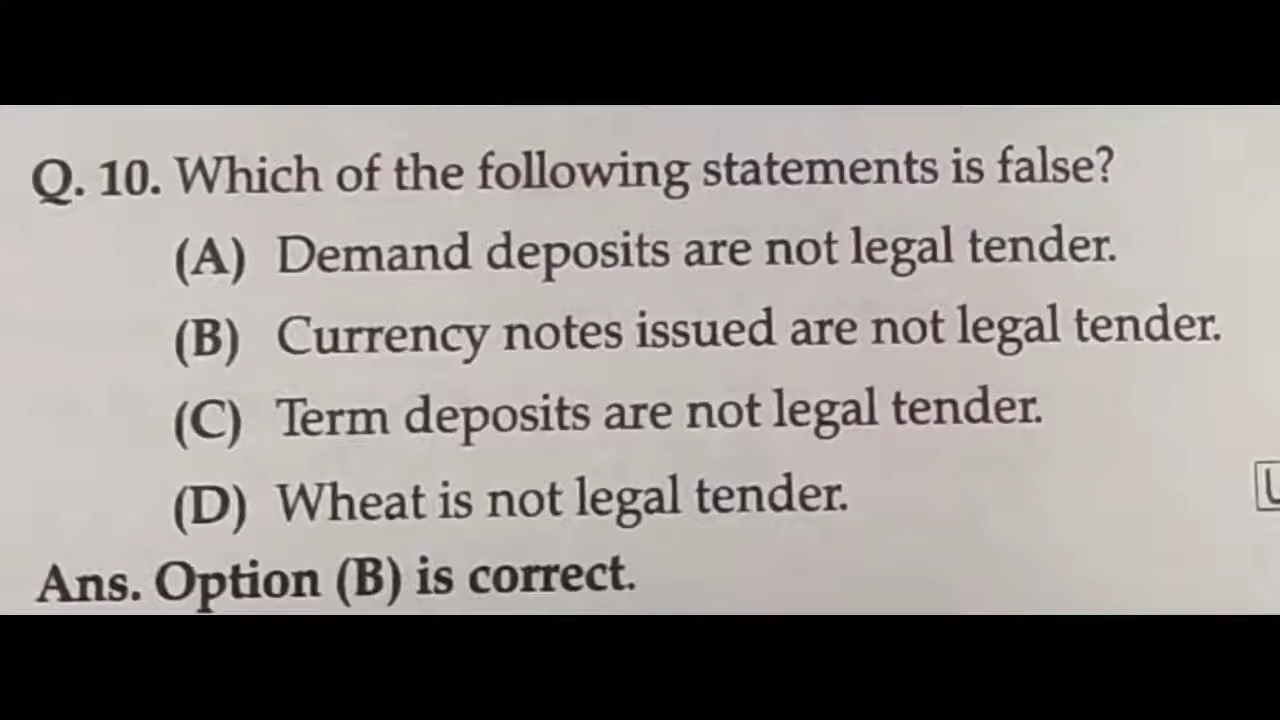 Q. 10. Which of the following statements is false?
(A) Demand deposits are not legal tender.
(B) Currency notes issued are not legal tender.
(C) Term deposits are not legal tender.
(D) Wheat is not legal tender.
Ans. Option (B) is correct.